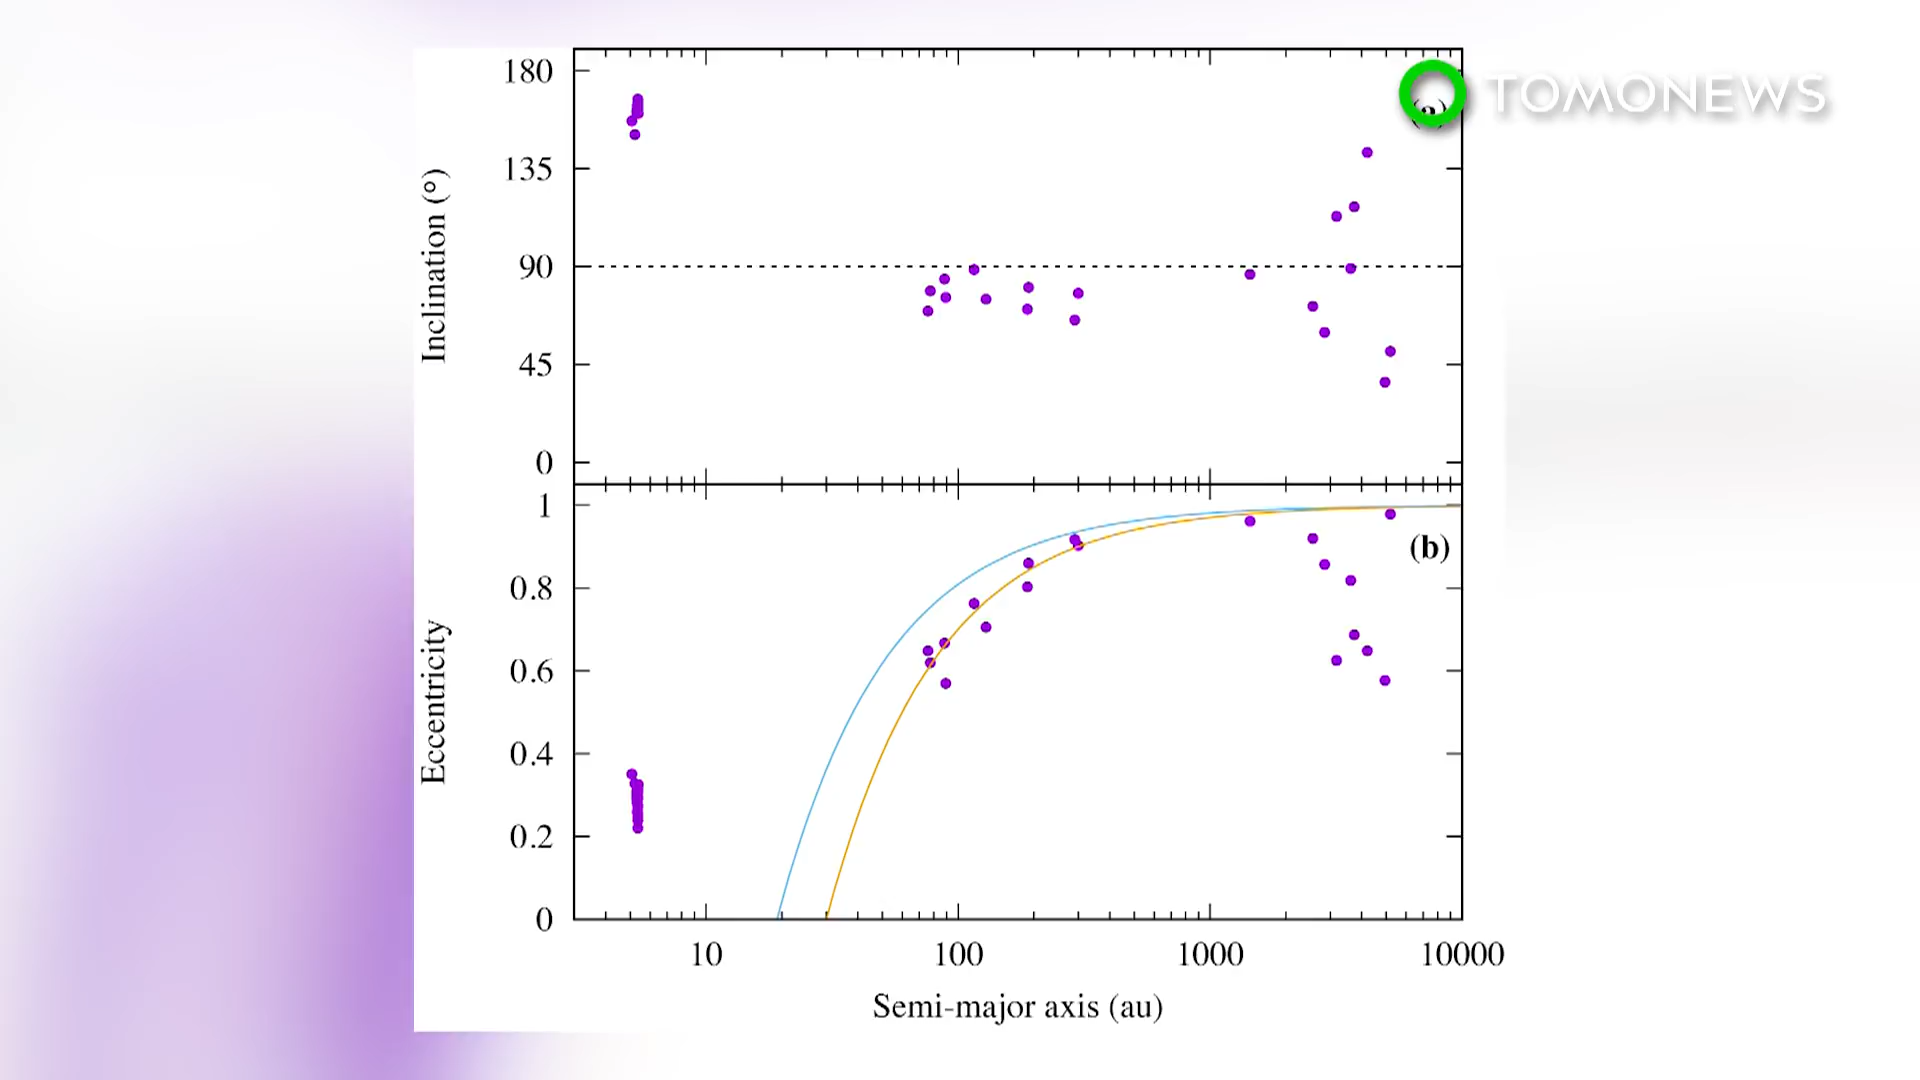 TOMONEWS
(a)
180
135
90
45
0
Inclination (°)
(b)
1
0.8
0.6
0.4
0.2
0
Eccentricity
10
100
1000
10000
Semi-major axis (au)